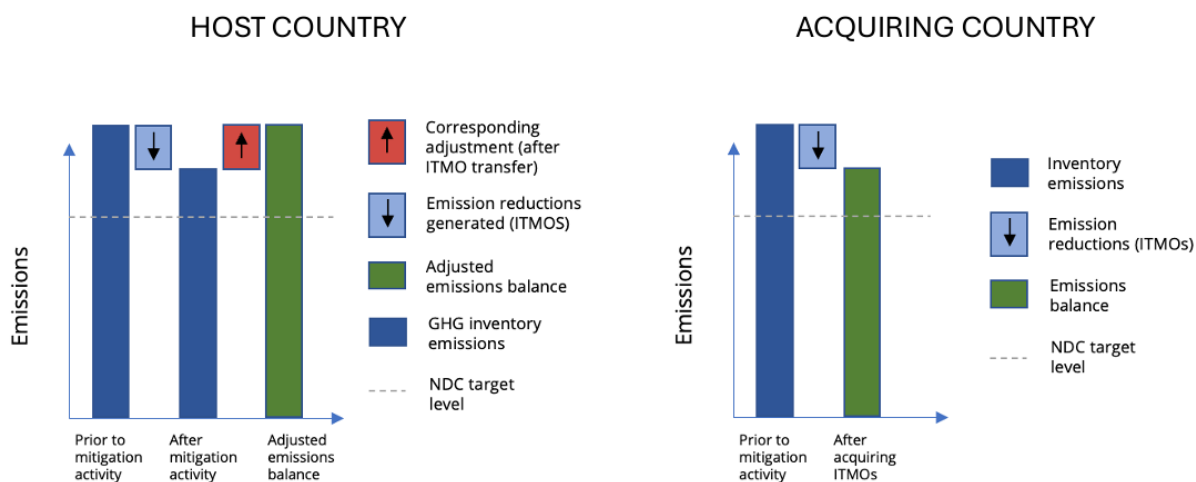 HOST COUNTRY
Emissions
Prior to
mitigation
activity
After
mitigation
activity
Adjusted
emissions
balance
Corresponding
adjustment (after
ITMO transfer)
Emission reductions
generated (ITMOS)
Adjusted
emissions balance
GHG inventory
emissions
NDC target
level
ACQUIRING COUNTRY
Emissions
Prior to
mitigation
activity
After
acquiring
ITMOs
Inventory
emissions
Emission
reductions (ITMOs)
Emissions
balance
NDC target
level